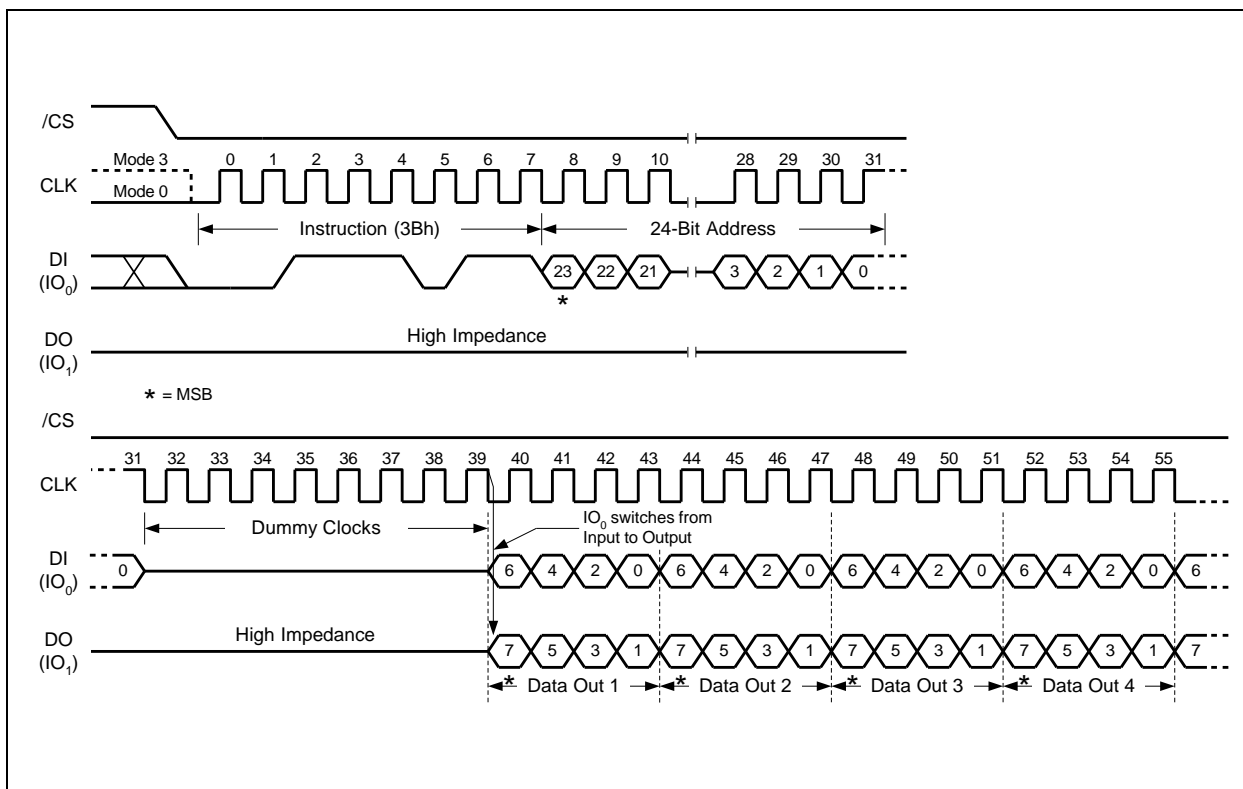 /CS
Mode 3 0 1 2 3 4 5 6 7 8 9 10 28 29 30 31
CLK
Mode 0
Instruction (3Bh) 24-Bit Address
DI
(IO0) 23 22 21 3 2 1 0
*
DO High Impedance
(IO1)
* = MSB
/CS
31 32 33 34 35 36 37 38 39 40 41 42 43 44 45 46 47 48 49 50 51 52 53 54 55
CLK
Dummy Clocks IO0 switches from
Input to Output
DI
(IO0) 0 6 4 2 0 6 4 2 0 6 4 2 0 6 4 2 0 6
DO High Impedance
(IO1) 7 5 3 1 7 5 3 1 7 5 3 1 7 5 3 1 7
* Data Out 1 * Data Out 2 * Data Out 3 * Data Out 4